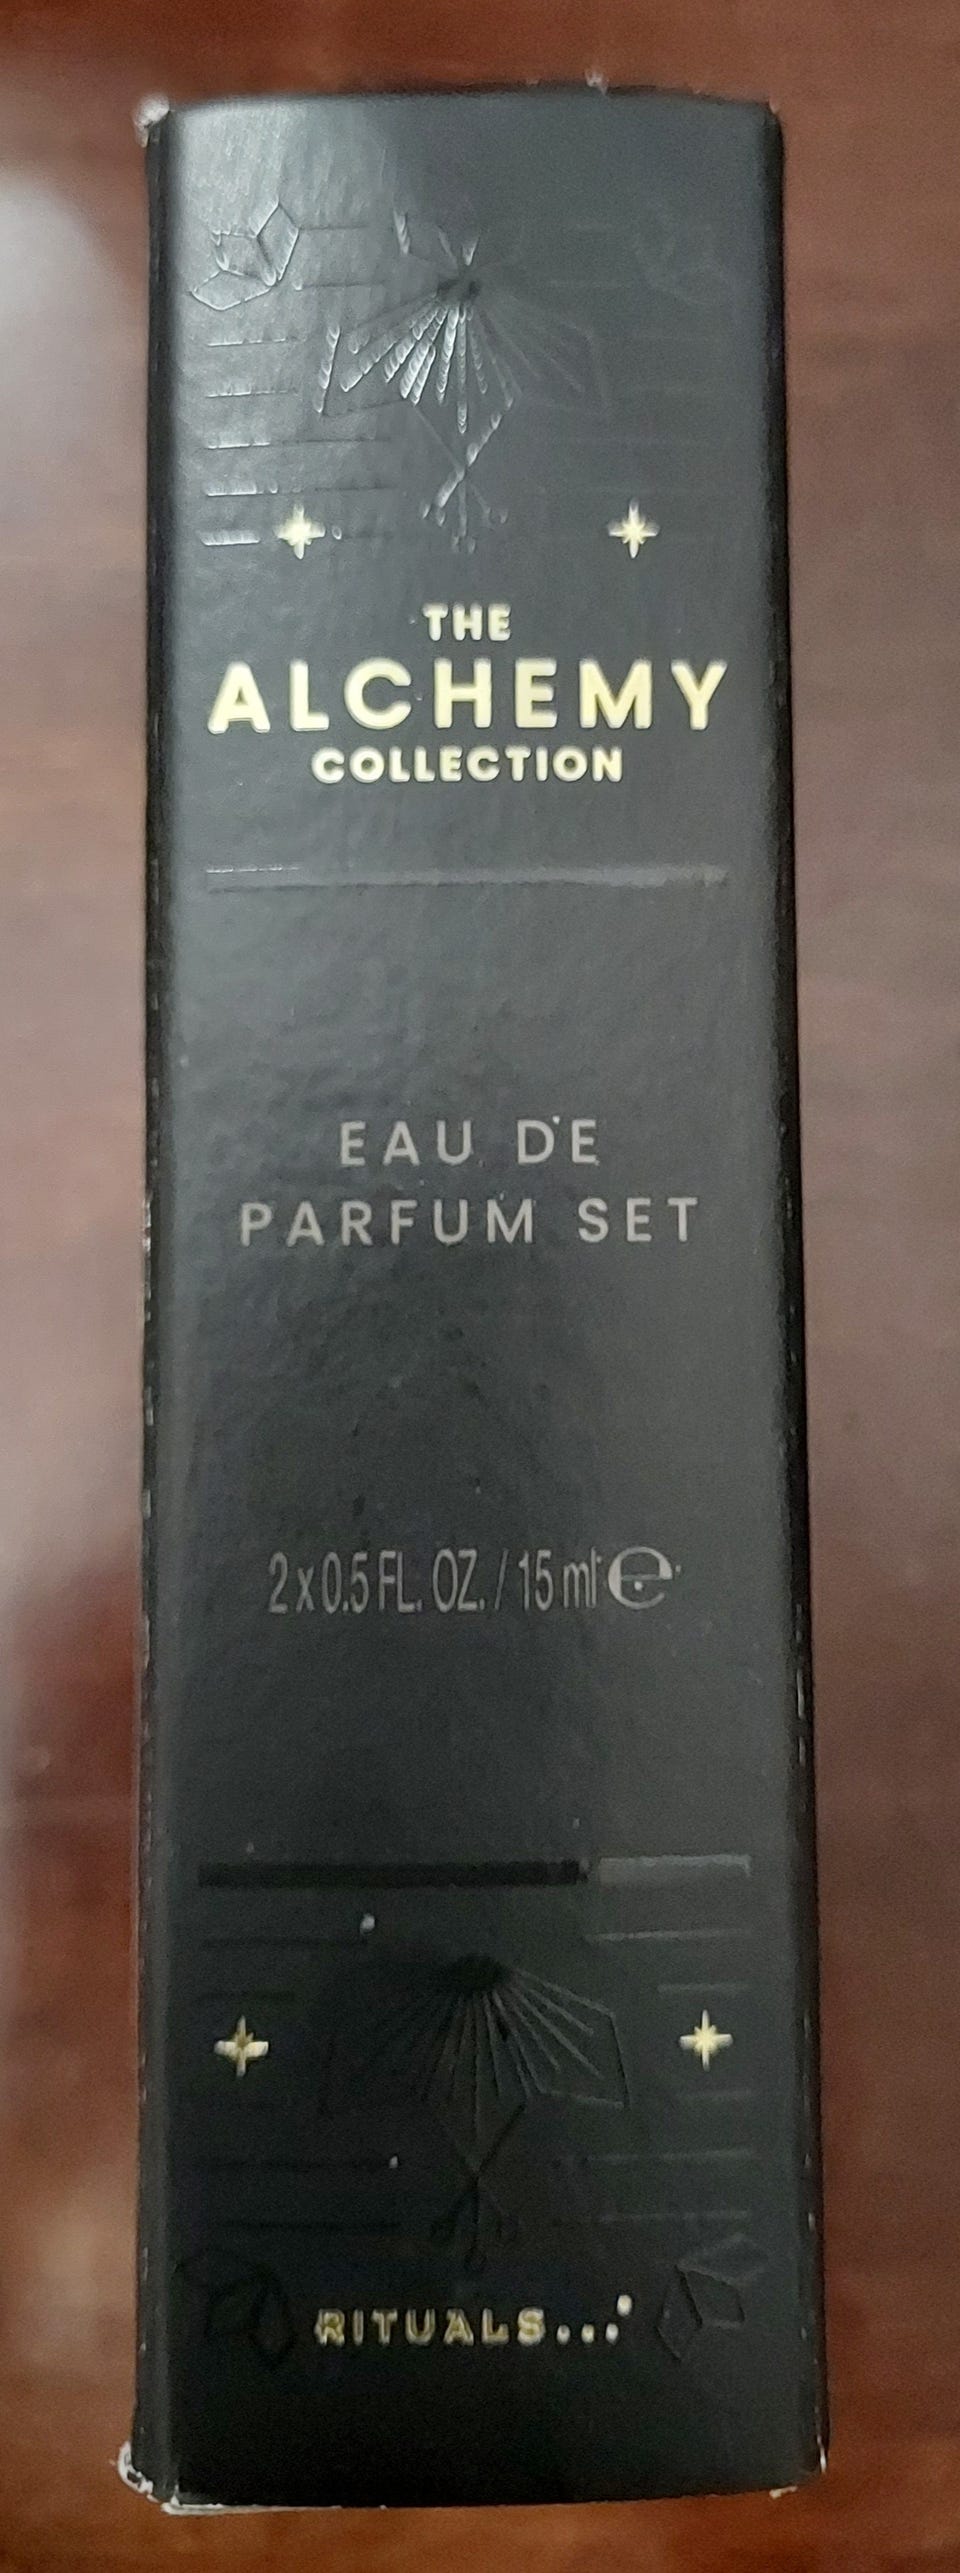 THE
ALCHEMY
COLLECTION
EAU DE
PARFUM SET
2 x 0.5 FL. OZ. / 15 ml ℮
RITUALS...